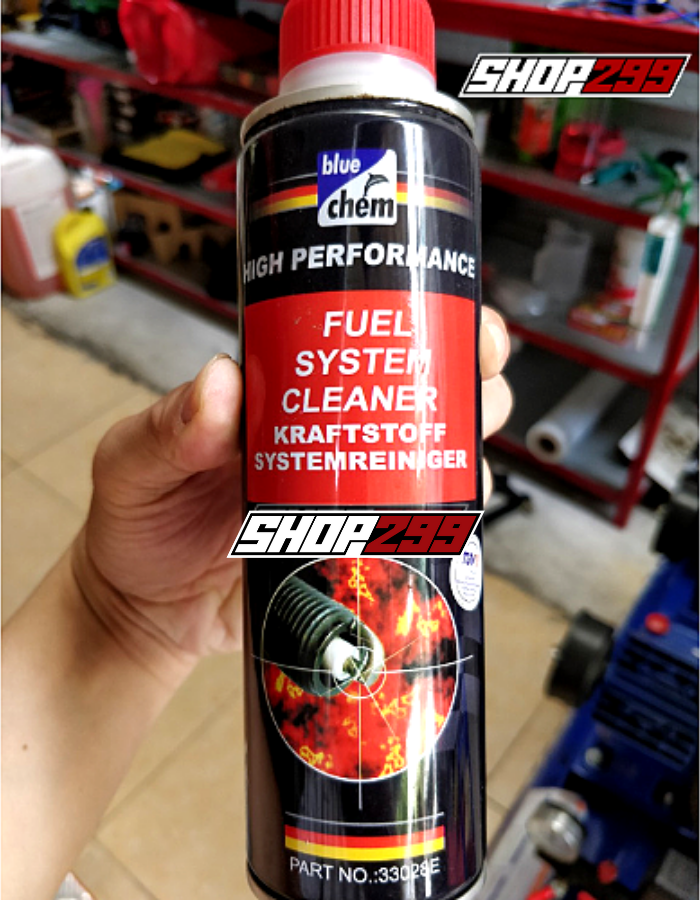 SHOP299
blue
chem
HIGH PERFORMANCE
FUEL
SYSTEM
CLEANER
KRAFTSTOFF
SYSTEMREINIGER
SHOP299
PART NO.:33028E